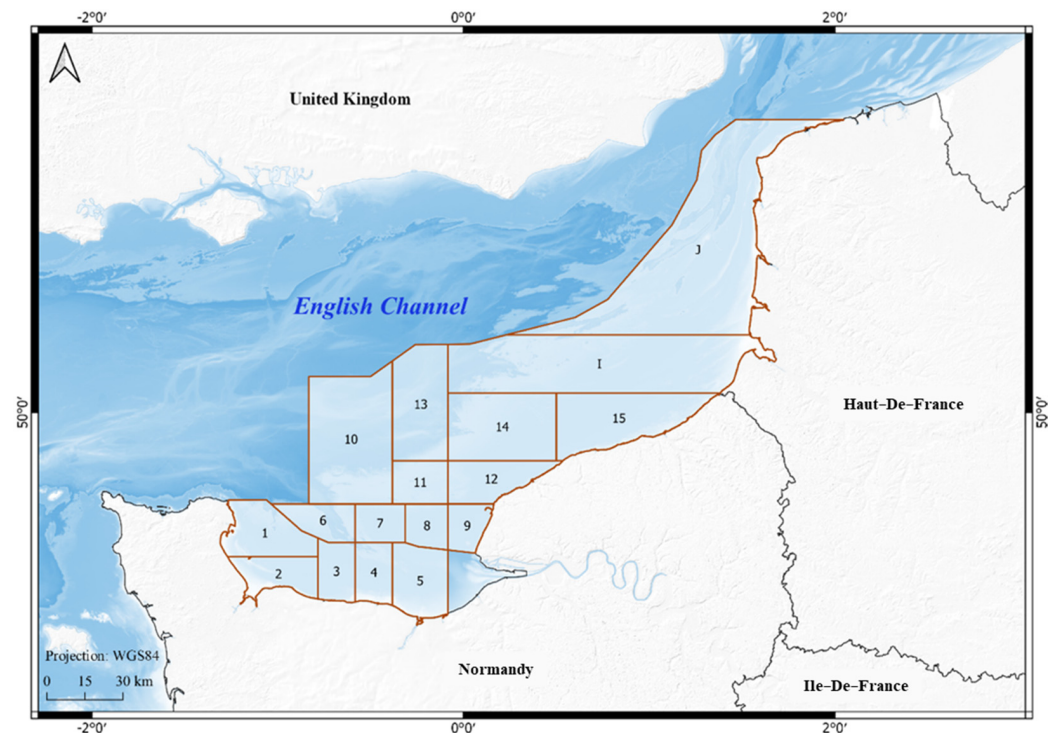 -2°0' 0°0' 2°0'
United Kingdom
J
English Channel
I
13
50°0' 50°0'
Haut-De-France
10 14 15
11 12
6 7 8 9
1
2 3 4 5
Projection: WGS84
0 15 30 km
Normandy
Ile-De-France
-2°0' 0°0' 2°0'